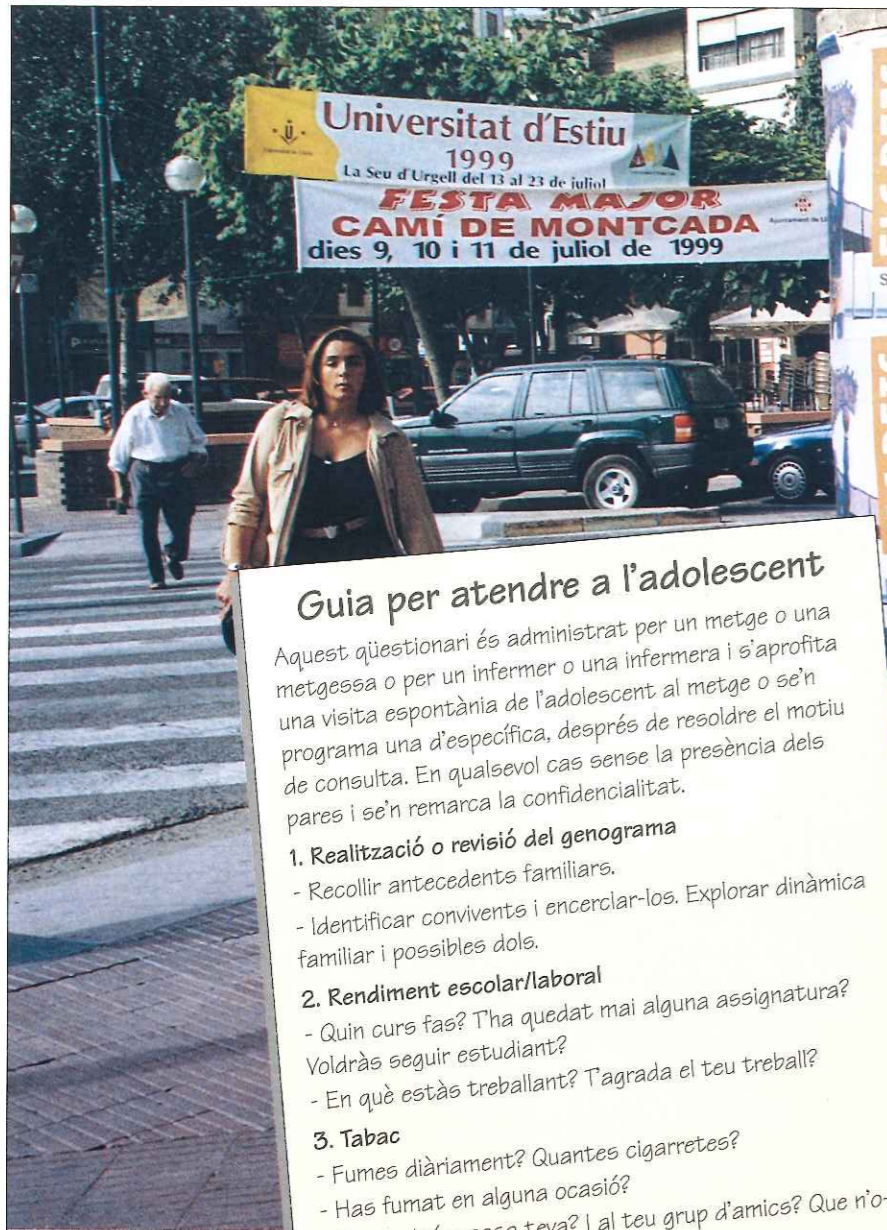 Universitat d'Estiu
1999
La Seu d'Urgell del 13 al 23 de juliol
FESTA MAJOR
CAMÍ DE MONTCADA
dies 9, 10 i 11 de juliol de 1999
Ajuntament de
Guia per atendre a l'adolescent
Aquest qüestionari és administrat per un metge o una
metgessa o per un infermer o una infermera i s'aprofita
una visita espontània de l'adolescent al metge o se'n
programa una d'específica, després de resoldre el motiu
de consulta. En qualsevol cas sense la presència dels
pares i se'n remarca la confidencialitat.
1. Realització o revisió del genograma
- Recollir antecedents familiars.
- Identificar convivents i encerclar-los. Explorar dinàmica
familiar i possibles dols.
2. Rendiment escolar/laboral
- Quin curs fas? T'ha quedat mai alguna assignatura?
Voldràs seguir estudiant?
- En què estàs treballant? T'agrada el teu treball?
3. Tabac
- Fumes diàriament? Quantes cigarretes?
- Has fumat en alguna ocasió?
casa teva? I al teu grup d'amics? Que n'o-